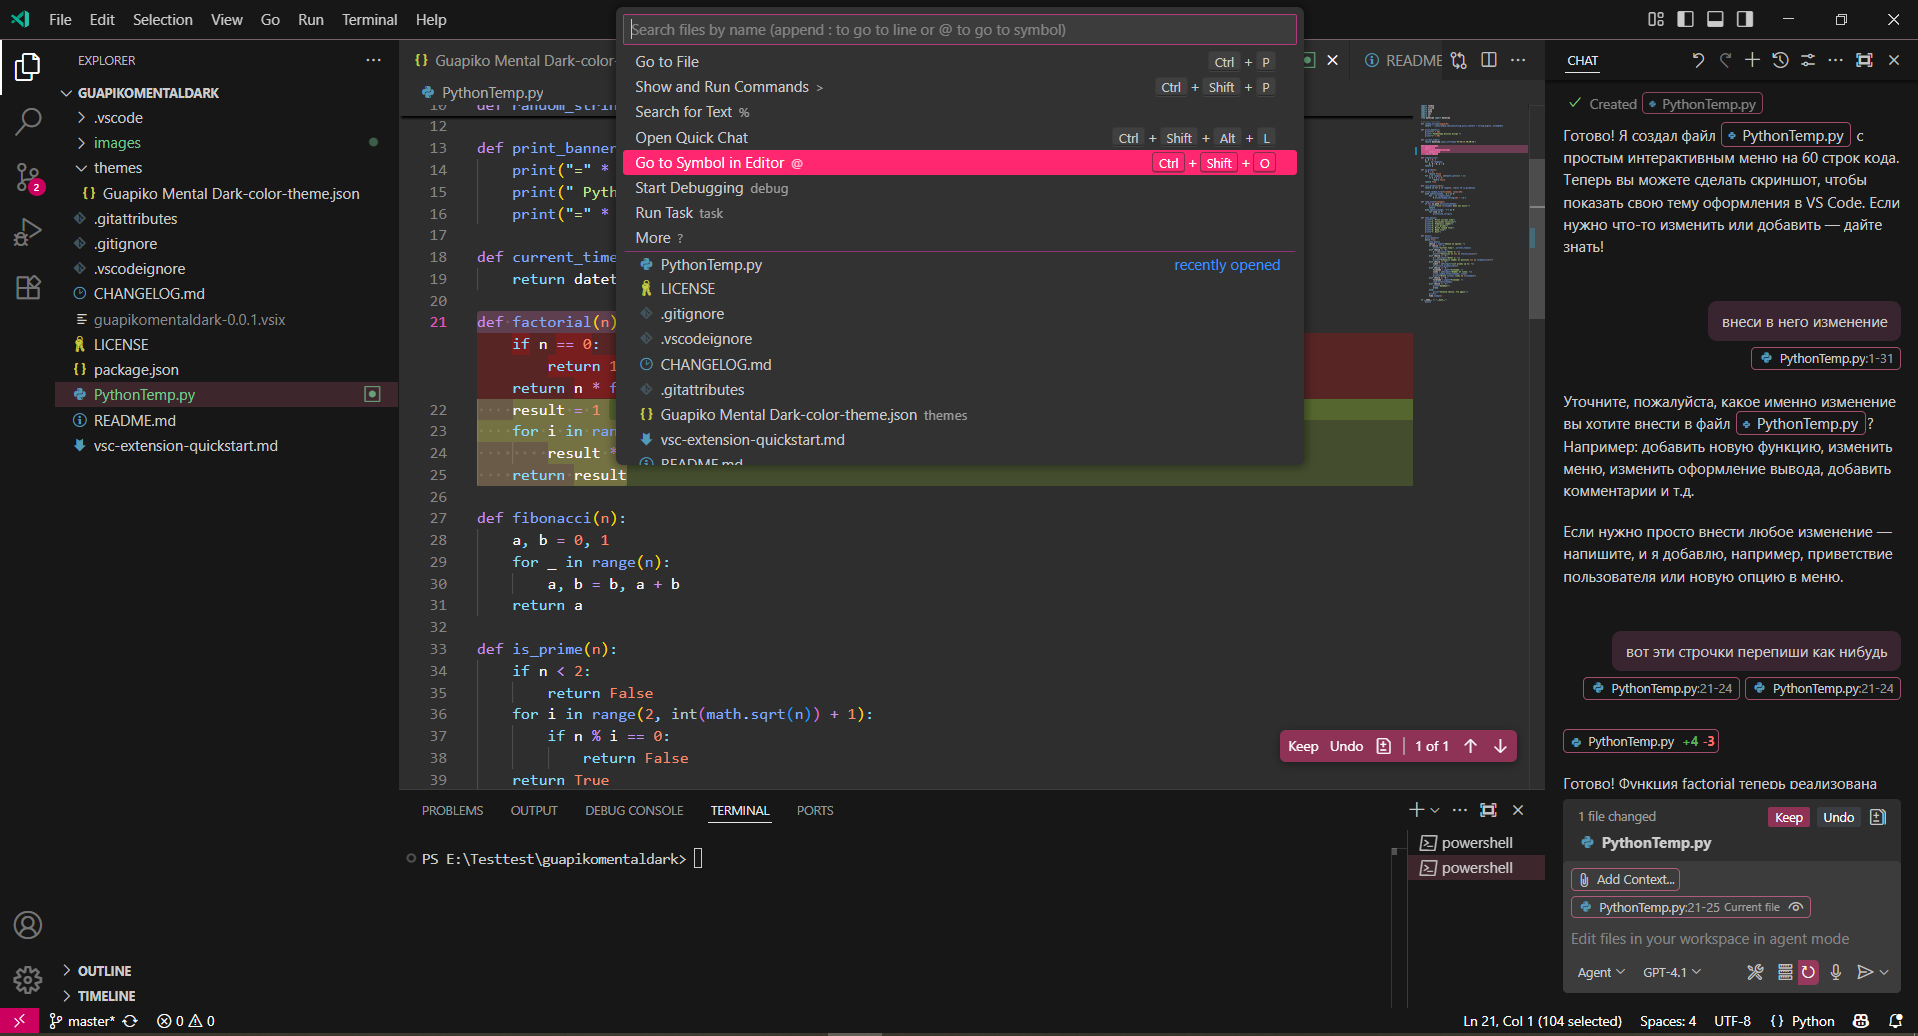 File Edit Selection View Go Run Terminal Help
Search files by name (append : to go to line or @ to go to symbol)
Go to File Ctrl + P
Show and Run Commands > Ctrl + Shift + P
Search for Text %
Open Quick Chat Ctrl + Shift + Alt + L
Go to Symbol in Editor @ Ctrl + Shift + O
Start Debugging debug
Run Task task
More ?
PythonTemp.py recently opened
LICENSE
.gitignore
.vscodeignore
CHANGELOG.md
.gitattributes
{} Guapiko Mental Dark-color-theme.json themes
vsc-extension-quickstart.md
README.md
EXPLORER
GUAPIKOMENTALDARK
.vscode
images
themes
{} Guapiko Mental Dark-color-theme.json
.gitattributes
.gitignore
.vscodeignore
CHANGELOG.md
guapikomentaldark-0.0.1.vsix
LICENSE
{} package.json
PythonTemp.py
README.md
vsc-extension-quickstart.md
2
OUTLINE
TIMELINE
{} Guapiko Mental Dark-color-
README
PythonTemp.py
10 def random_strin
12
13 def print_banner
14 print("=" *
15 print(" Pyth
16 print("=" *
17
18 def current_time
19 return datet
20
21 def factorial(n)
if n == 0:
return 1
return n * f
22 result = 1
23 for i in ran
24 result *
25 return result
26
27 def fibonacci(n):
28 a, b = 0, 1
29 for _ in range(n):
30 a, b = b, a + b
31 return a
32
33 def is_prime(n):
34 if n < 2:
35 return False
36 for i in range(2, int(math.sqrt(n)) + 1):
37 if n % i == 0:
38 return False
39 return True
Keep Undo 1 of 1
PROBLEMS OUTPUT DEBUG CONSOLE TERMINAL PORTS
PS E:\Testtest\guapikomentaldark>
powershell
powershell
CHAT
Created PythonTemp.py
Готово! Я создал файл PythonTemp.py с
простым интерактивным меню на 60 строк кода.
Теперь вы можете сделать скриншот, чтобы
показать свою тему оформления в VS Code. Если
нужно что-то изменить или добавить — дайте
знать!
внеси в него изменение
PythonTemp.py:1-31
Уточните, пожалуйста, какое именно изменение
вы хотите внести в файл PythonTemp.py ?
Например: добавить новую функцию, изменить
меню, изменить оформление вывода, добавить
комментарии и т.д.
Если нужно просто внести любое изменение —
напишите, и я добавлю, например, приветствие
пользователя или новую опцию в меню.
вот эти строчки перепиши как нибудь
PythonTemp.py:21-24 PythonTemp.py:21-24
PythonTemp.py +4 -3
Готово! Функция factorial теперь реализована
1 file changed Keep Undo
PythonTemp.py
Add Context...
PythonTemp.py:21-25 Current file
Edit files in your workspace in agent mode
Agent GPT-4.1
master* 0 0
Ln 21, Col 1 (104 selected) Spaces: 4 UTF-8 {} Python